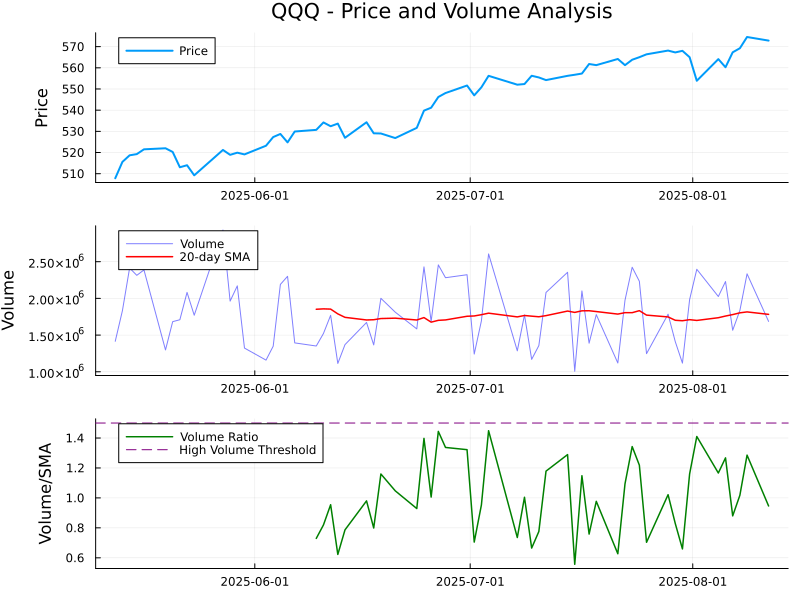 QQQ - Price and Volume Analysis
Price
570
560
550
540
530
520
510
Price
2025-06-01
2025-07-01
2025-08-01
Volume
20-day SMA
2.50×10⁶
2.00×10⁶
1.50×10⁶
1.00×10⁶
Volume
2025-06-01
2025-07-01
2025-08-01
Volume Ratio
High Volume Threshold
1.4
1.2
1.0
0.8
0.6
Volume/SMA
2025-06-01
2025-07-01
2025-08-01